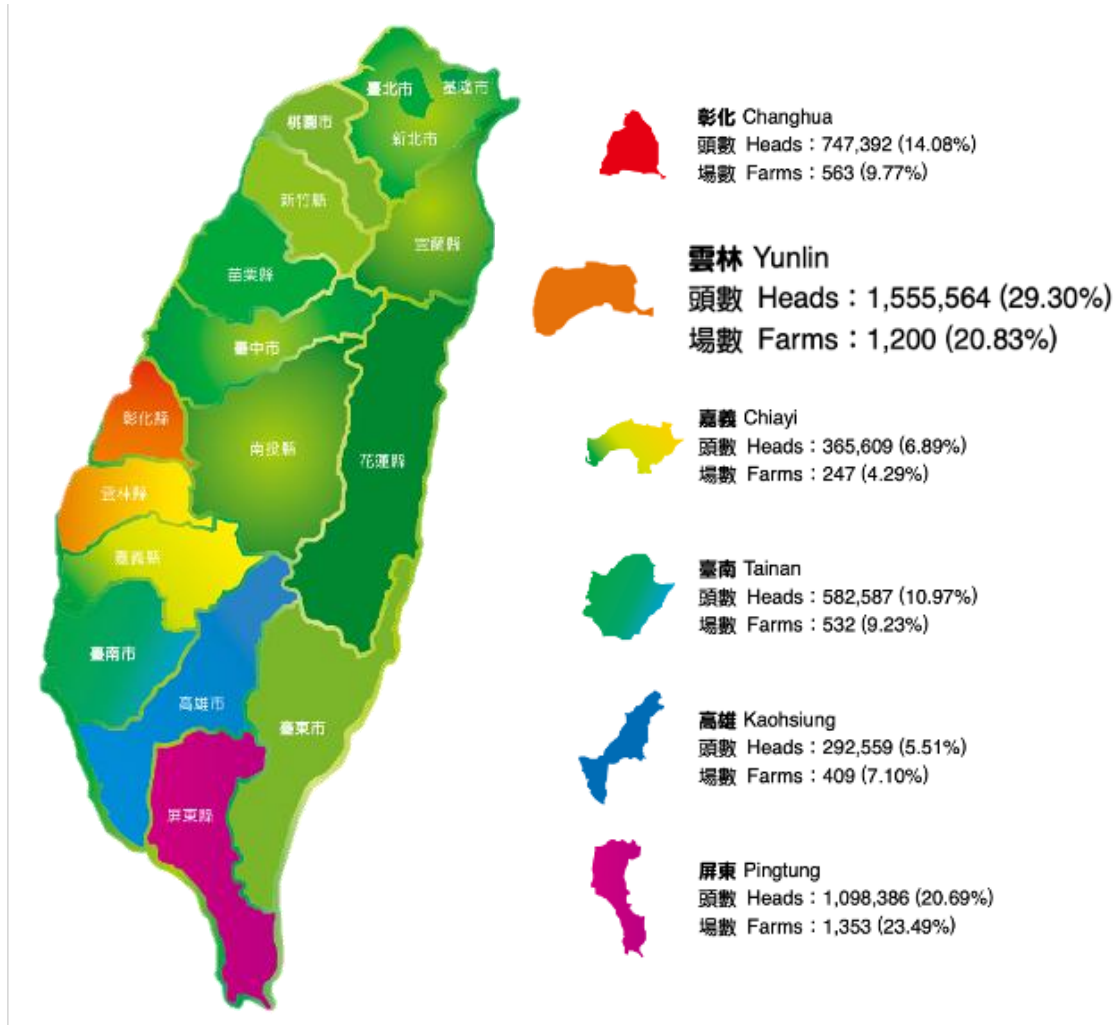 臺北市
基隆市
桃園市
新北市
新竹縣
宜蘭縣
苗栗縣
臺中市
彰化縣
南投縣
花蓮縣
雲林縣
嘉義縣
臺南市
高雄市
臺東市
屏東縣
彰化 Changhua
頭數 Heads：747,392 (14.08%)
場數 Farms：563 (9.77%)
雲林 Yunlin
頭數 Heads：1,555,564 (29.30%)
場數 Farms：1,200 (20.83%)
嘉義 Chiayi
頭數 Heads：365,609 (6.89%)
場數 Farms：247 (4.29%)
臺南 Tainan
頭數 Heads：582,587 (10.97%)
場數 Farms：532 (9.23%)
高雄 Kaohsiung
頭數 Heads：292,559 (5.51%)
場數 Farms：409 (7.10%)
屏東 Pingtung
頭數 Heads：1,098,386 (20.69%)
場數 Farms：1,353 (23.49%)